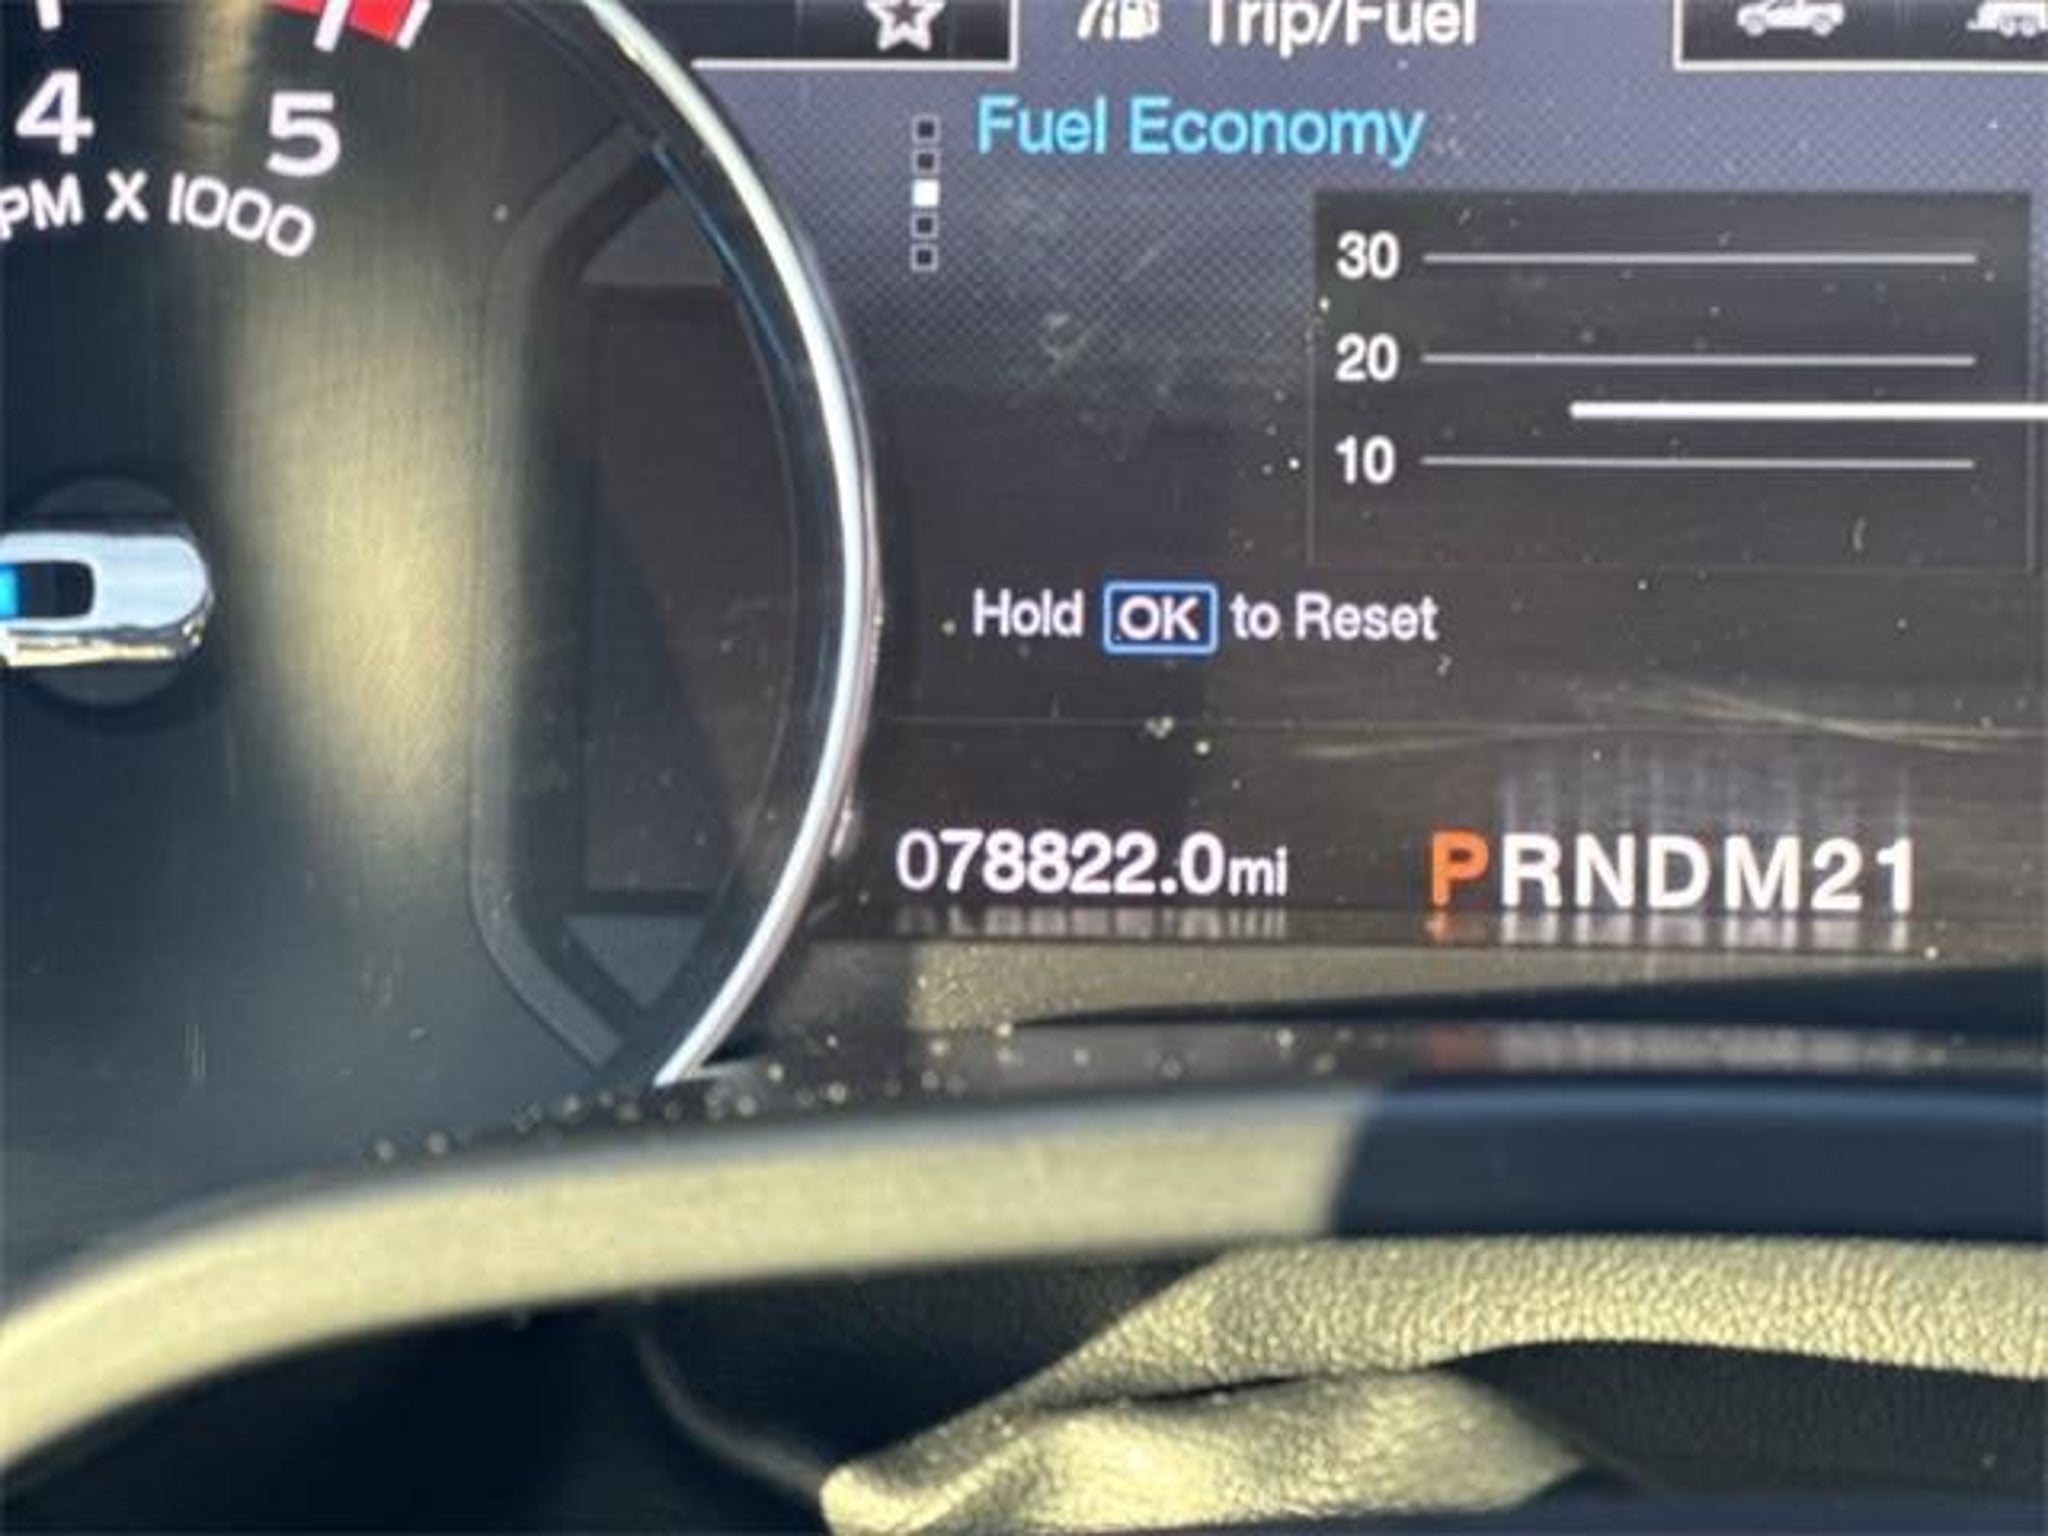 Trip/Fuel
4 5
PM X 1000
Fuel Economy
30
20
10
Hold OK to Reset
078822.0mi PRNDM21